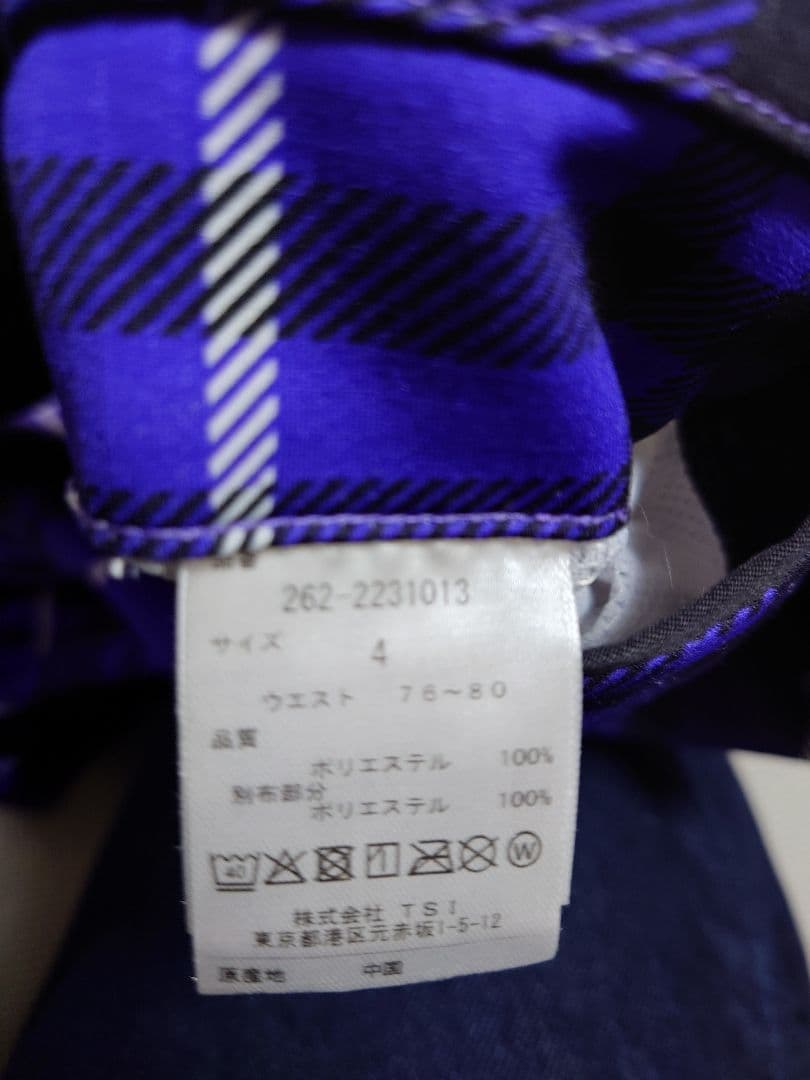 262-2231013
サイズ
4
ウエスト 76~80
品質
ポリエステル 100%
別布部分
ポリエステル 100%
40
W
株式会社 TSI
東京都港区元赤坂1-5-12
原産地 中国